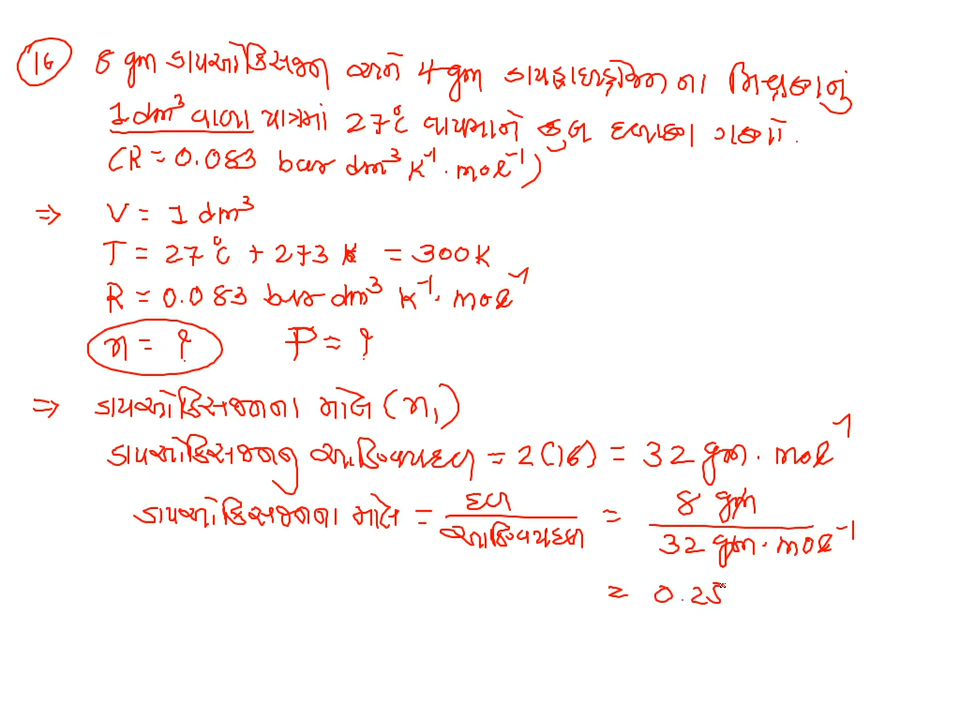 16 8 gm ડાયઓક્સિજન અને 4 gm ડાયહાઇડ્રોજન ના મિશ્રણનું
1 dm³ વાળા પાત્રમાં 27°C તાપમાને કુલ દબાણ ગણો.
(R = 0.083 bar dm³ K⁻¹ · mol⁻¹)
⇒ V = 1 dm³
T = 27°C + 273 K = 300K
R = 0.083 bar dm³ K⁻¹ · mol⁻¹
n = ? P = ?
⇒ ડાયઓક્સિજનના મોલ (n₁)
ડાયઓક્સિજનનું આણ્વિયદળ = 2(16) = 32 gm · mol⁻¹
ડાયઓક્સિજનના મોલ = દળ / આણ્વિયદળ = 8 gm / 32 gm · mol⁻¹
= 0.25